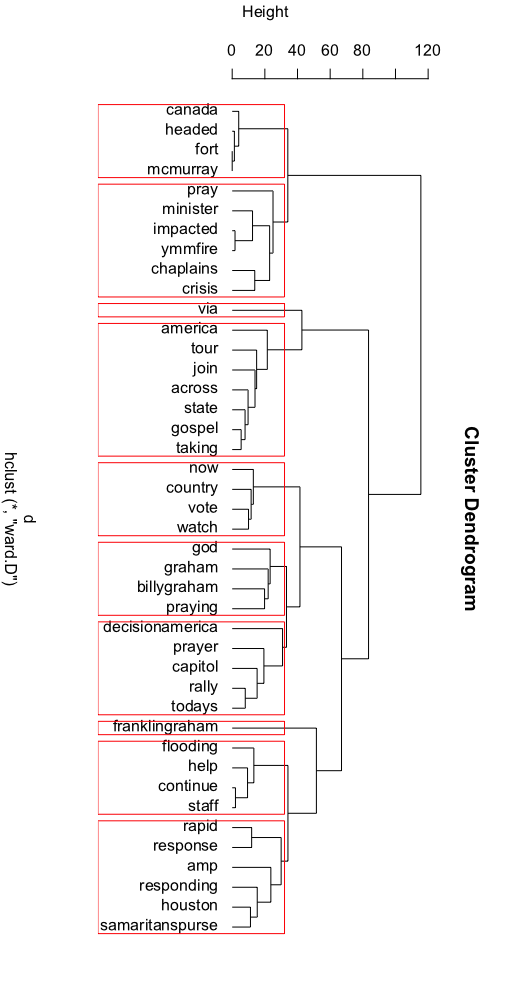 Height
0 20 40 60 80 120
canada
headed
fort
mcmurray
pray
minister
impacted
ymmfire
chaplains
crisis
via
america
tour
join
across
state
gospel
taking
now
country
vote
watch
god
graham
billygraham
praying
decisionamerica
prayer
capitol
rally
todays
franklingraham
flooding
help
continue
staff
rapid
response
amp
responding
houston
samaritanspurse
Cluster Dendrogram
d
hclust (*, "ward.D")